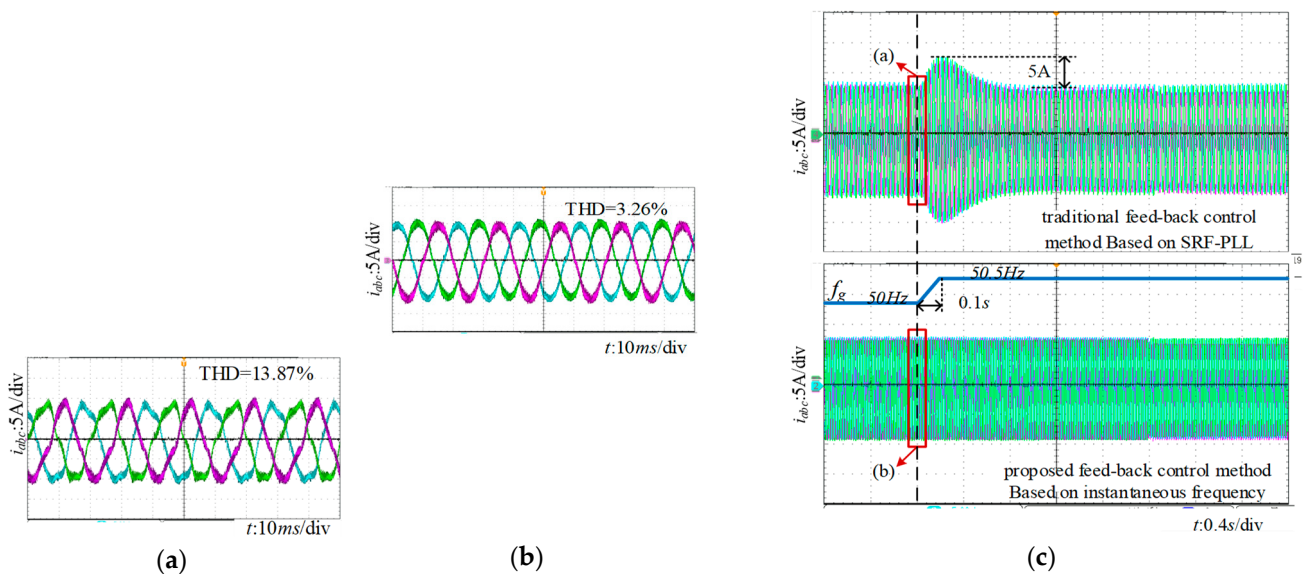 THD=13.87%
i_abc:5A/div
t:10ms/div
(a)
THD=3.26%
i_abc:5A/div
t:10ms/div
(b)
(a)
5A
i_abc:5A/div
traditional feed-back control
method Based on SRF-PLL
19
f_g
50Hz
50.5Hz
0.1s
i_abc:5A/div
(b)
proposed feed-back control method
Based on instantaneous frequency
t:0.4s/div
(c)